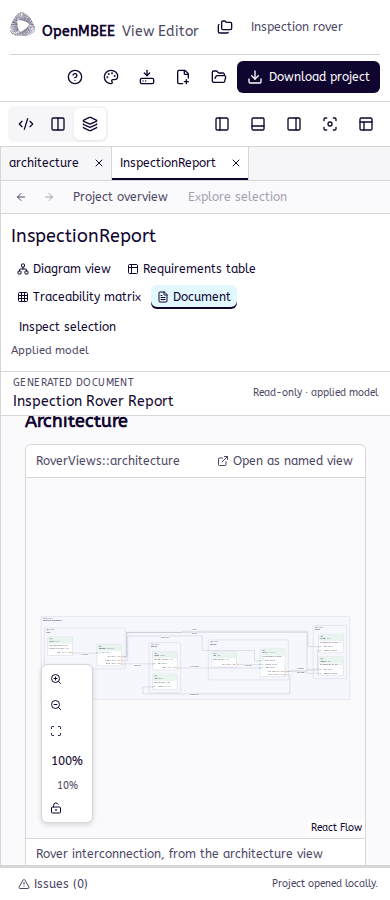 OpenMBEE View Editor
Inspection rover
Download project
architecture
InspectionReport
Project overview
Explore selection
InspectionReport
Diagram view
Requirements table
Traceability matrix
Document
Inspect selection
Applied model
GENERATED DOCUMENT
Inspection Rover Report
Read-only · applied model
Architecture
RoverViews::architecture
Open as named view
100%
10%
React Flow
Rover interconnection, from the architecture view
Issues (0)
Project opened locally.